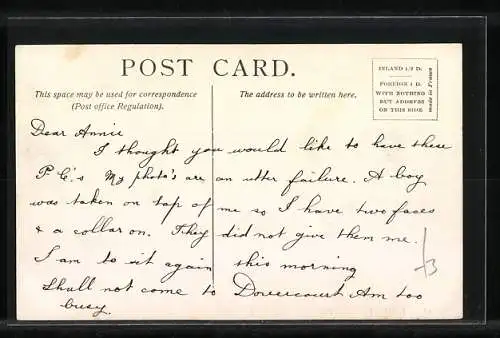 POST CARD.
This space may be used for correspondence
(Post office Regulation).
The address to be written here.
INLAND 1/2 D.
FOREIGN 1 D.
WITH NOTHING
BUT ADDRESS
ON THIS SIDE
made in France
Dear Annie
I thought you would like to have these
P.C.'s My photo's are an utter failure. A boy
was taken on top of me so I have two faces
& a collar on. They did not give them me.
I am to sit again this morning
Shall not come to Dovercourt Am too
busy.